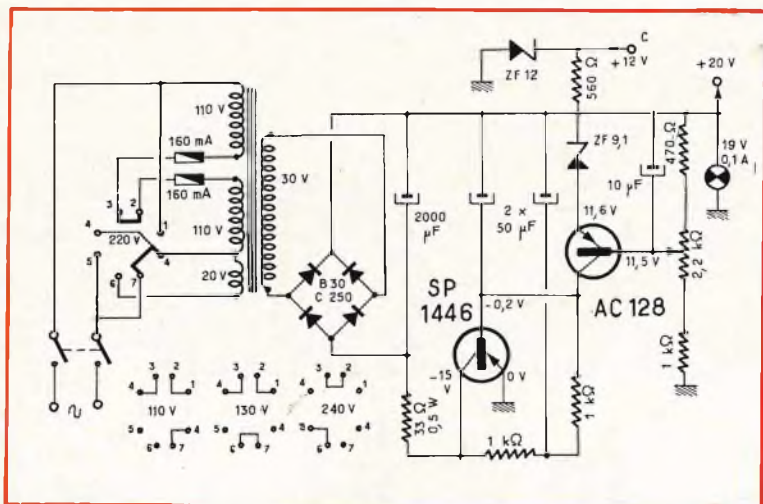 C
ZF 12
+12 V
+20 V
560 Ω
110 V
160 mA
160 mA
30 V
ZF 9,1
470 Ω
19 V
0,1 A
3
2
1
4
220 V
4
5
6
7
110 V
20 V
2000
µF
2 ×
50 µF
10 µF
11,6 V
11,5 V
2,2 kΩ
B 30
C 250
SP
1446
-0,2 V
AC 128
-15
V
0 V
1 kΩ
1 kΩ
33 Ω
0,5 W
1 kΩ
3 2
4 1
110 V
5 4
6 7
3 2
4 1
130 V
5 4
6 7
3 2
4 1
240 V
5 4
6 7